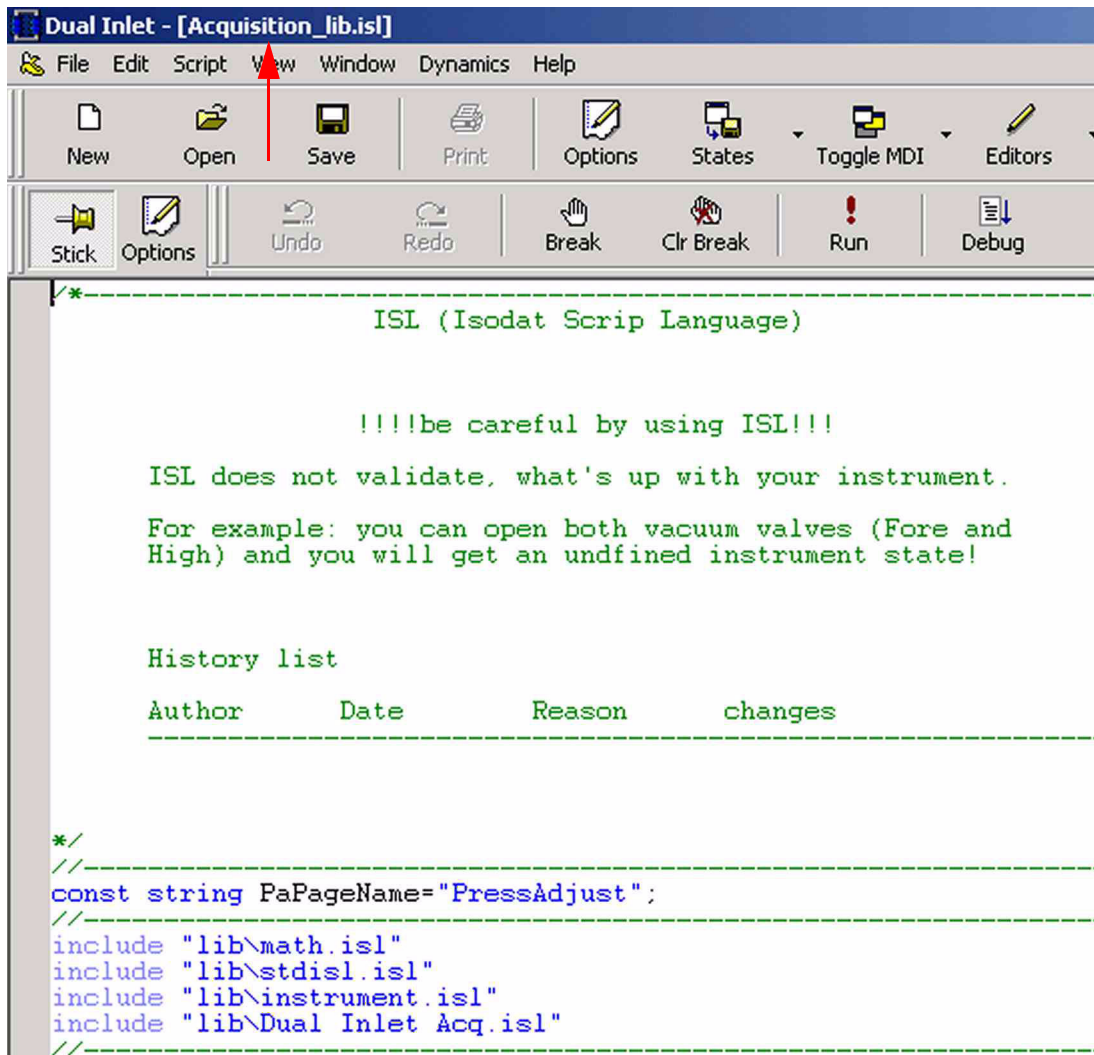 Dual Inlet - [Acquisition_lib.isl]
File Edit Script View Window Dynamics Help
New Open Save Print Options States Toggle MDI Editors
Stick Options Undo Redo Break Clr Break Run Debug
/*----------------------------------------------------------------
ISL (Isodat Scrip Language)
!!!!be careful by using ISL!!!
ISL does not validate, what's up with your instrument.
For example: you can open both vacuum valves (Fore and
High) and you will get an undfined instrument state!
History list
Author Date Reason changes
-----------------------------------------------------------
*/
//----------------------------------------------------------------
const string PaPageName="PressAdjust";
//----------------------------------------------------------------
include "lib\math.isl"
include "lib\stdisl.isl"
include "lib\instrument.isl"
include "lib\Dual Inlet Acq.isl"
//----------------------------------------------------------------